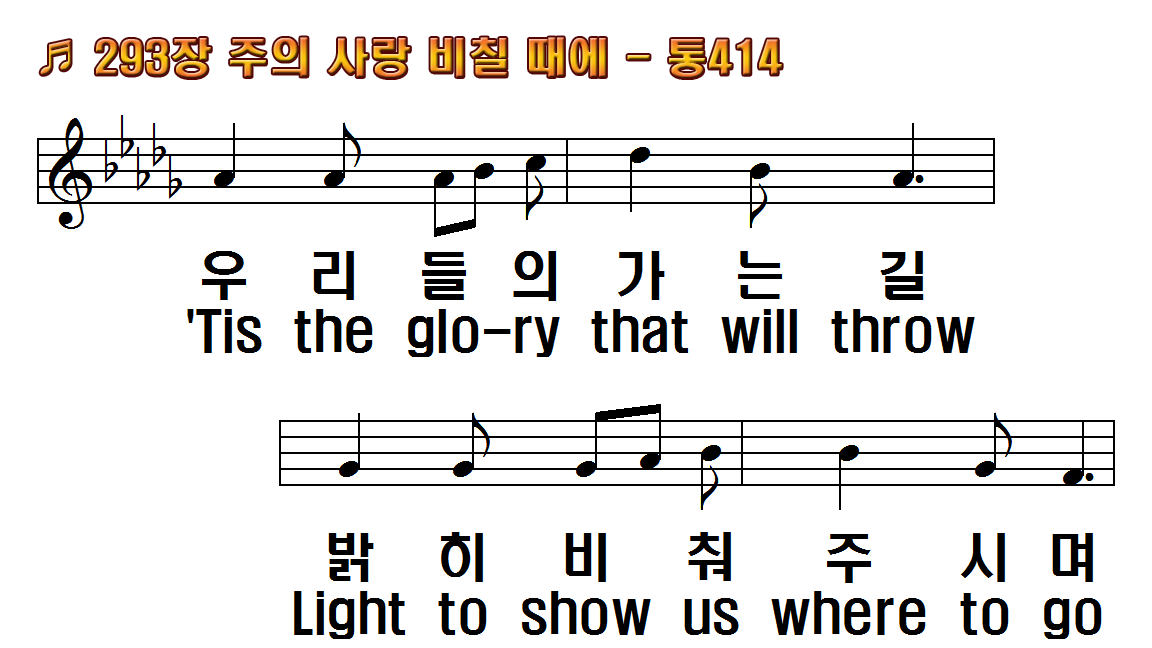 ♬ 293장 주의 사랑 비칠 때에 - 통414
우 리 들 의 가 는 길
'Tis the glo-ry that will throw
밝 히 비 춰 주 시 며
Light to show us where to go